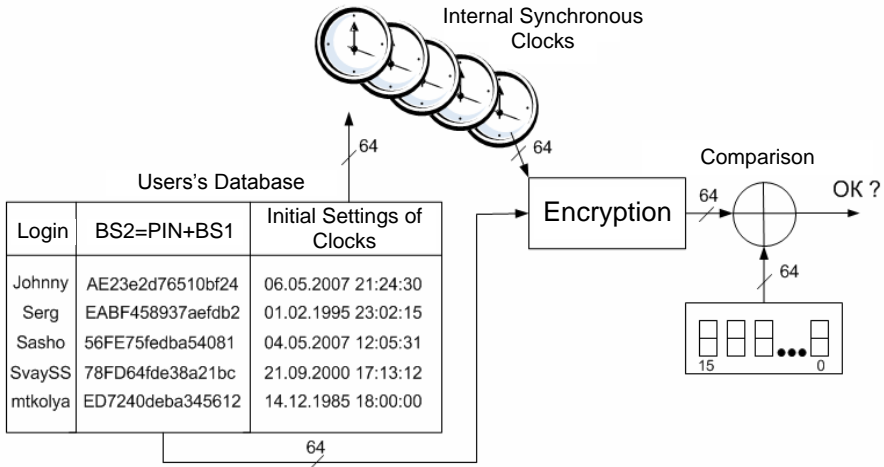 Internal Synchronous
Clocks
64
64
Users's Database
Comparison
Login BS2=PIN+BS1 Initial Settings of
Clocks
Encryption
64
OK ?
Johnny AE23e2d76510bf24 06.05.2007 21:24:30
Serg EABF458937aefdb2 01.02.1995 23:02:15
Sasho 56FE75fedba54081 04.05.2007 12:05:31
SvaySS 78FD64fde38a21bc 21.09.2000 17:13:12
mtkolya ED7240deba345612 14.12.1985 18:00:00
64
15 0
64